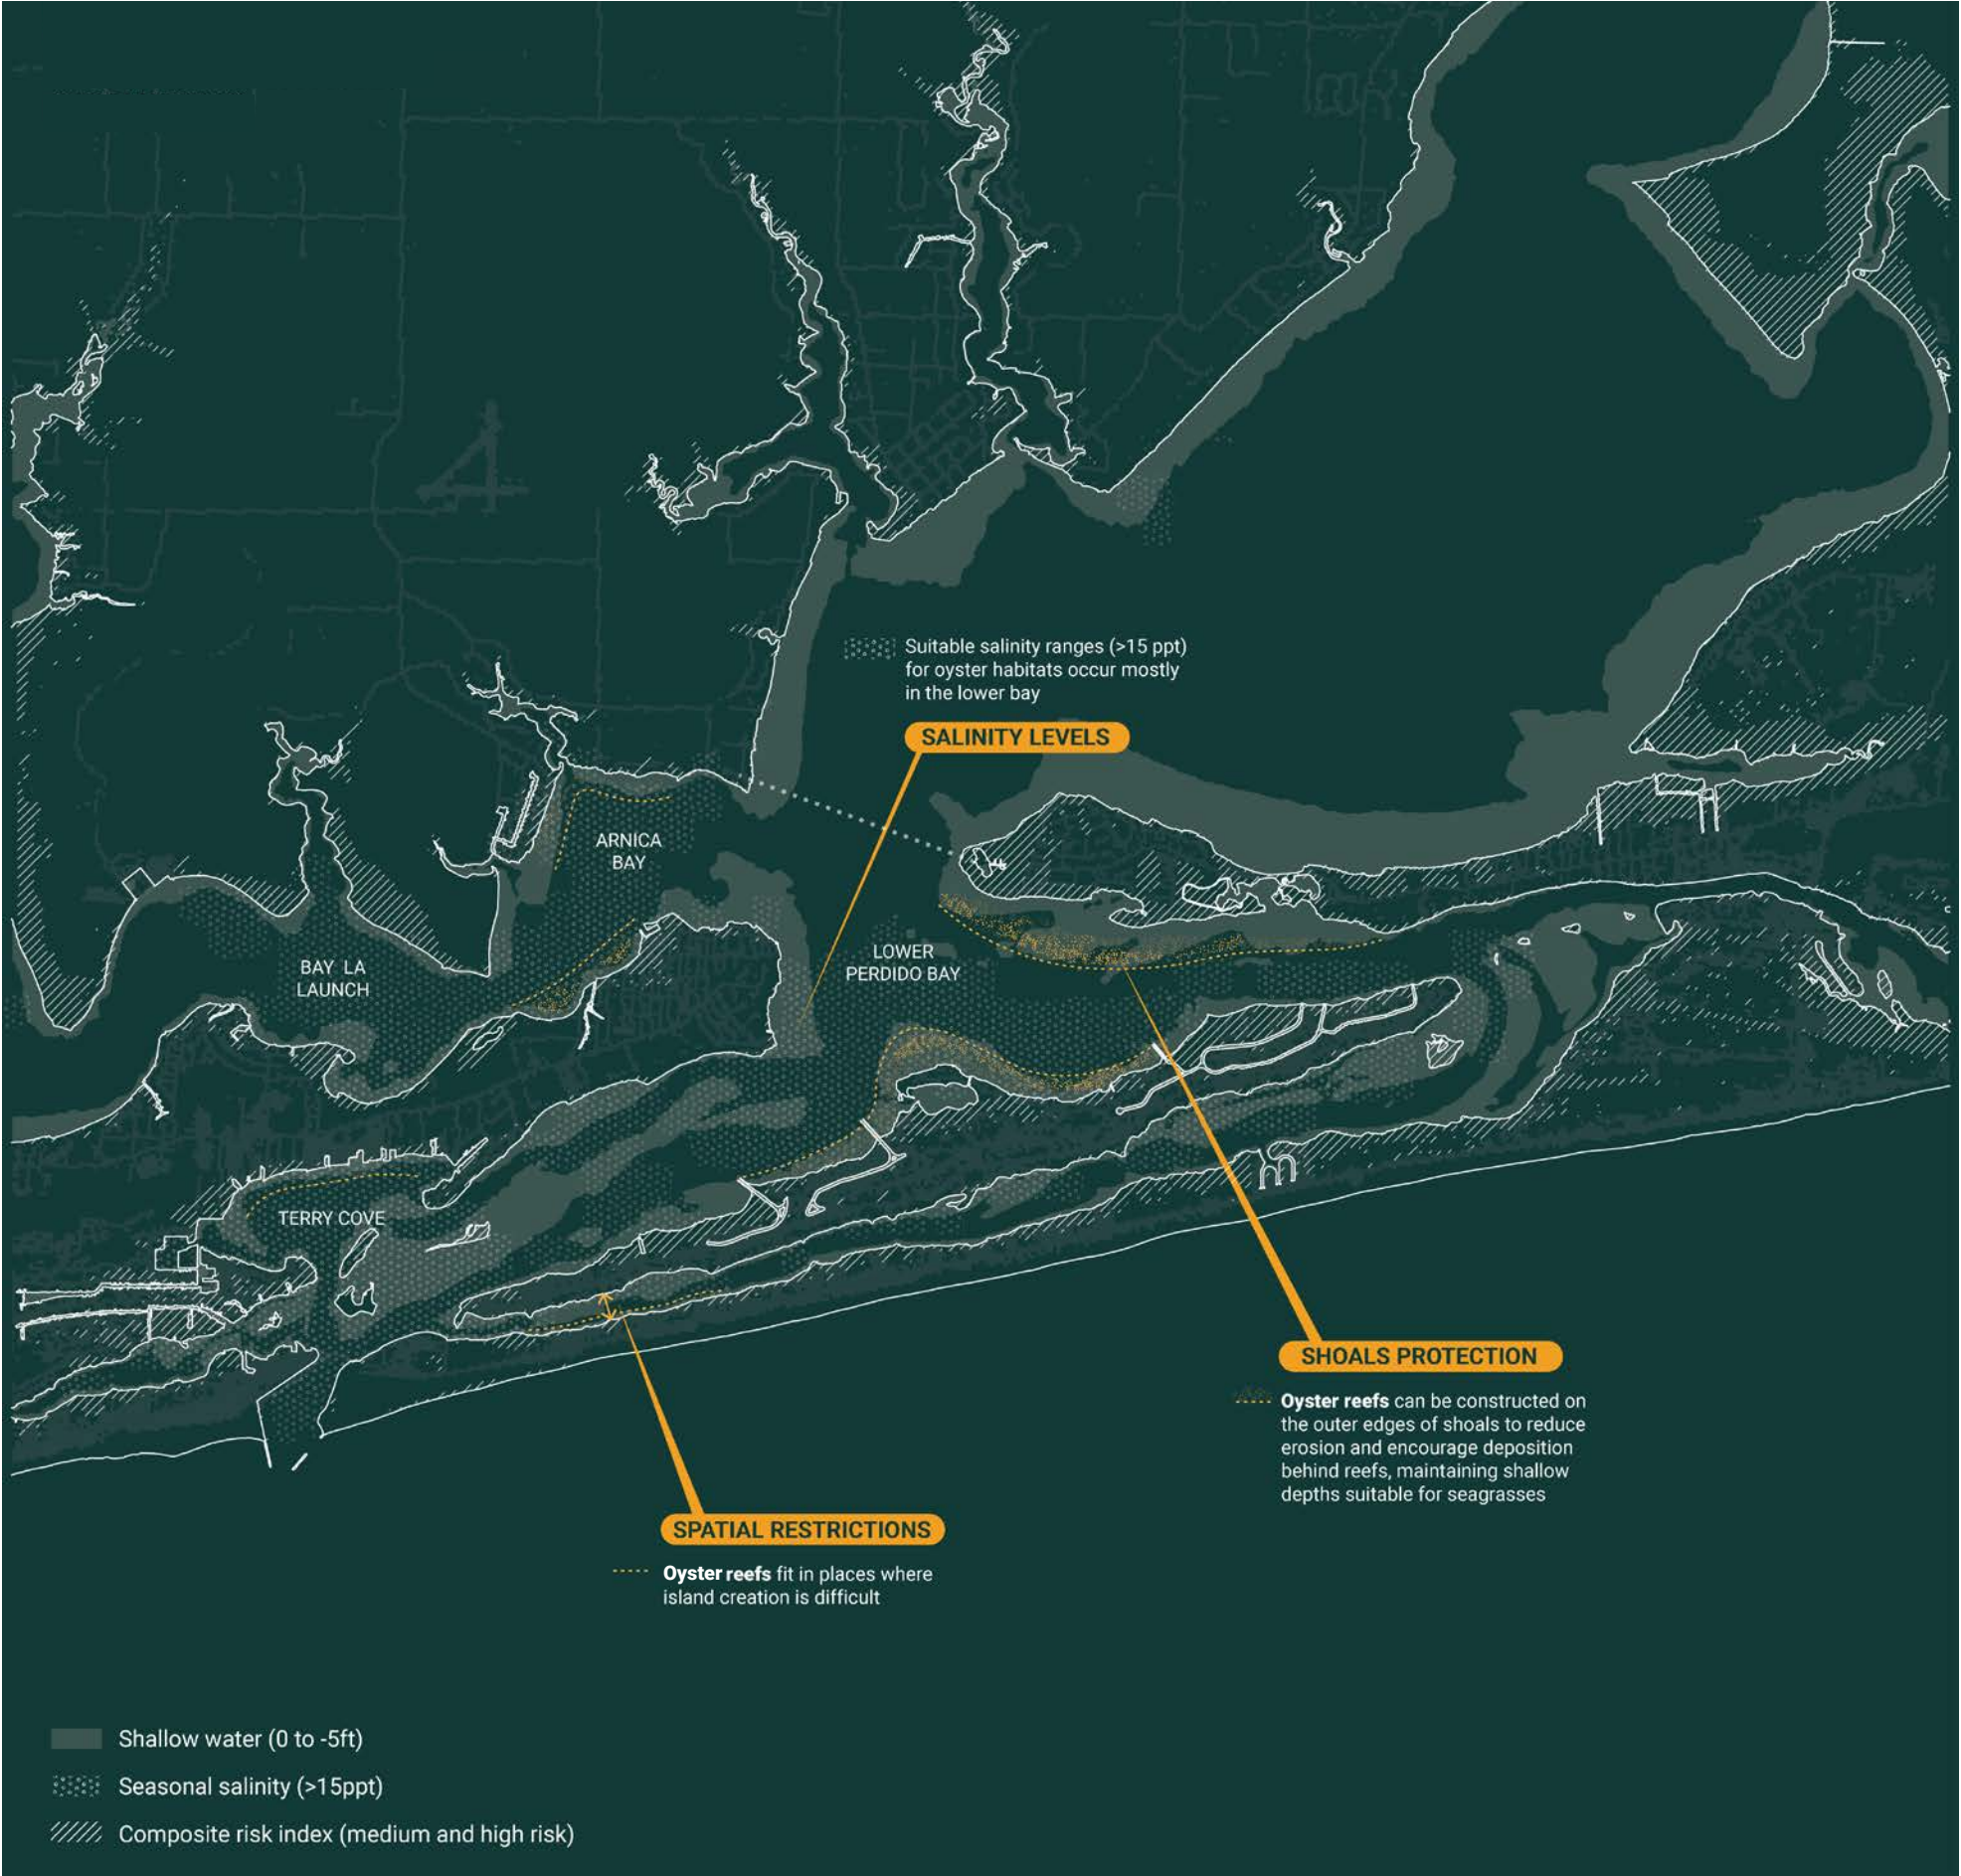 Suitable salinity ranges (>15 ppt)
for oyster habitats occur mostly
in the lower bay
SALINITY LEVELS
ARNICA
BAY
LOWER
PERDIDO BAY
BAY LA
LAUNCH
TERRY COVE
SHOALS PROTECTION
Oyster reefs can be constructed on
the outer edges of shoals to reduce
erosion and encourage deposition
behind reefs, maintaining shallow
depths suitable for seagrasses
SPATIAL RESTRICTIONS
Oyster reefs fit in places where
island creation is difficult
Shallow water (0 to -5ft)
Seasonal salinity (>15ppt)
Composite risk index (medium and high risk)